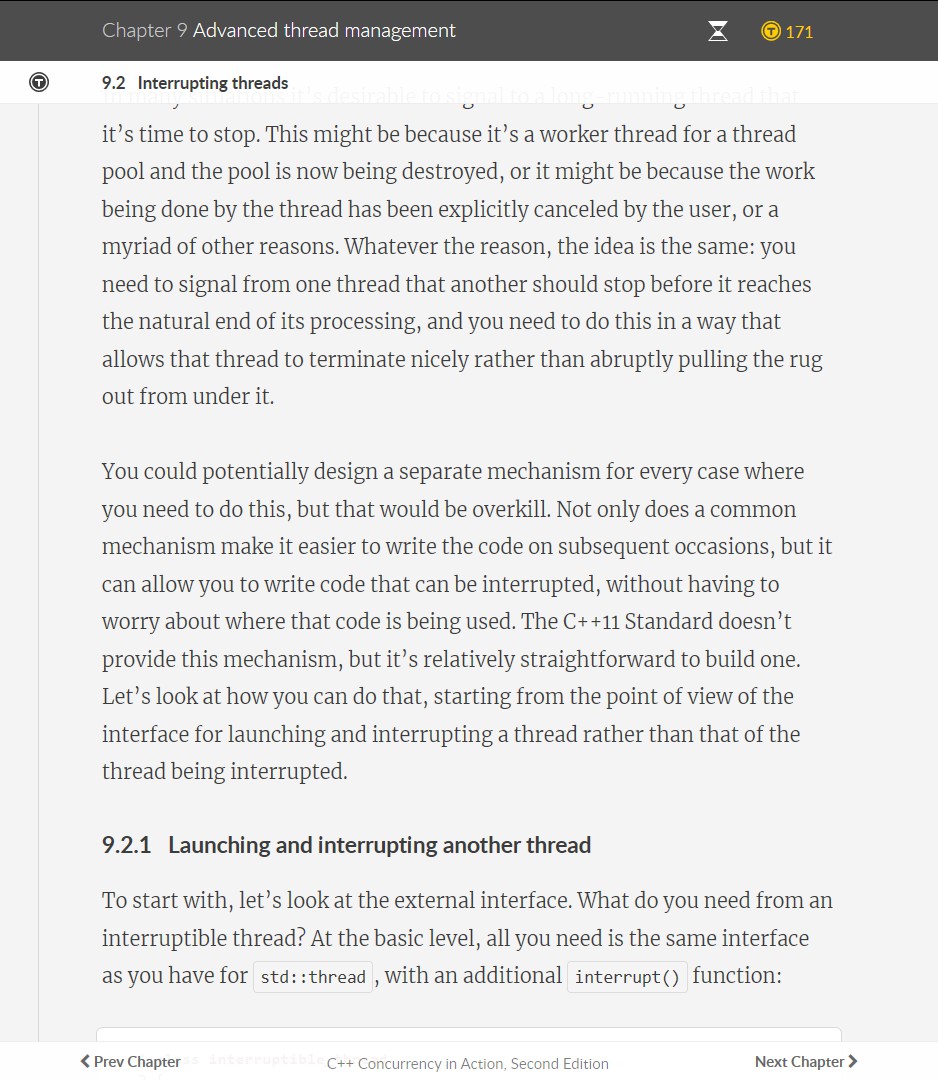 Chapter 9 Advanced thread management
171
9.2 Interrupting threads
In many situations it's desirable to signal to a long-running thread that
it's time to stop. This might be because it's a worker thread for a thread
pool and the pool is now being destroyed, or it might be because the work
being done by the thread has been explicitly canceled by the user, or a
myriad of other reasons. Whatever the reason, the idea is the same: you
need to signal from one thread that another should stop before it reaches
the natural end of its processing, and you need to do this in a way that
allows that thread to terminate nicely rather than abruptly pulling the rug
out from under it.
You could potentially design a separate mechanism for every case where
you need to do this, but that would be overkill. Not only does a common
mechanism make it easier to write the code on subsequent occasions, but it
can allow you to write code that can be interrupted, without having to
worry about where that code is being used. The C++11 Standard doesn't
provide this mechanism, but it's relatively straightforward to build one.
Let's look at how you can do that, starting from the point of view of the
interface for launching and interrupting a thread rather than that of the
thread being interrupted.
9.2.1 Launching and interrupting another thread
To start with, let's look at the external interface. What do you need from an
interruptible thread? At the basic level, all you need is the same interface
as you have for std::thread , with an additional interrupt() function:
Prev Chapter
C++ Concurrency in Action, Second Edition
Next Chapter